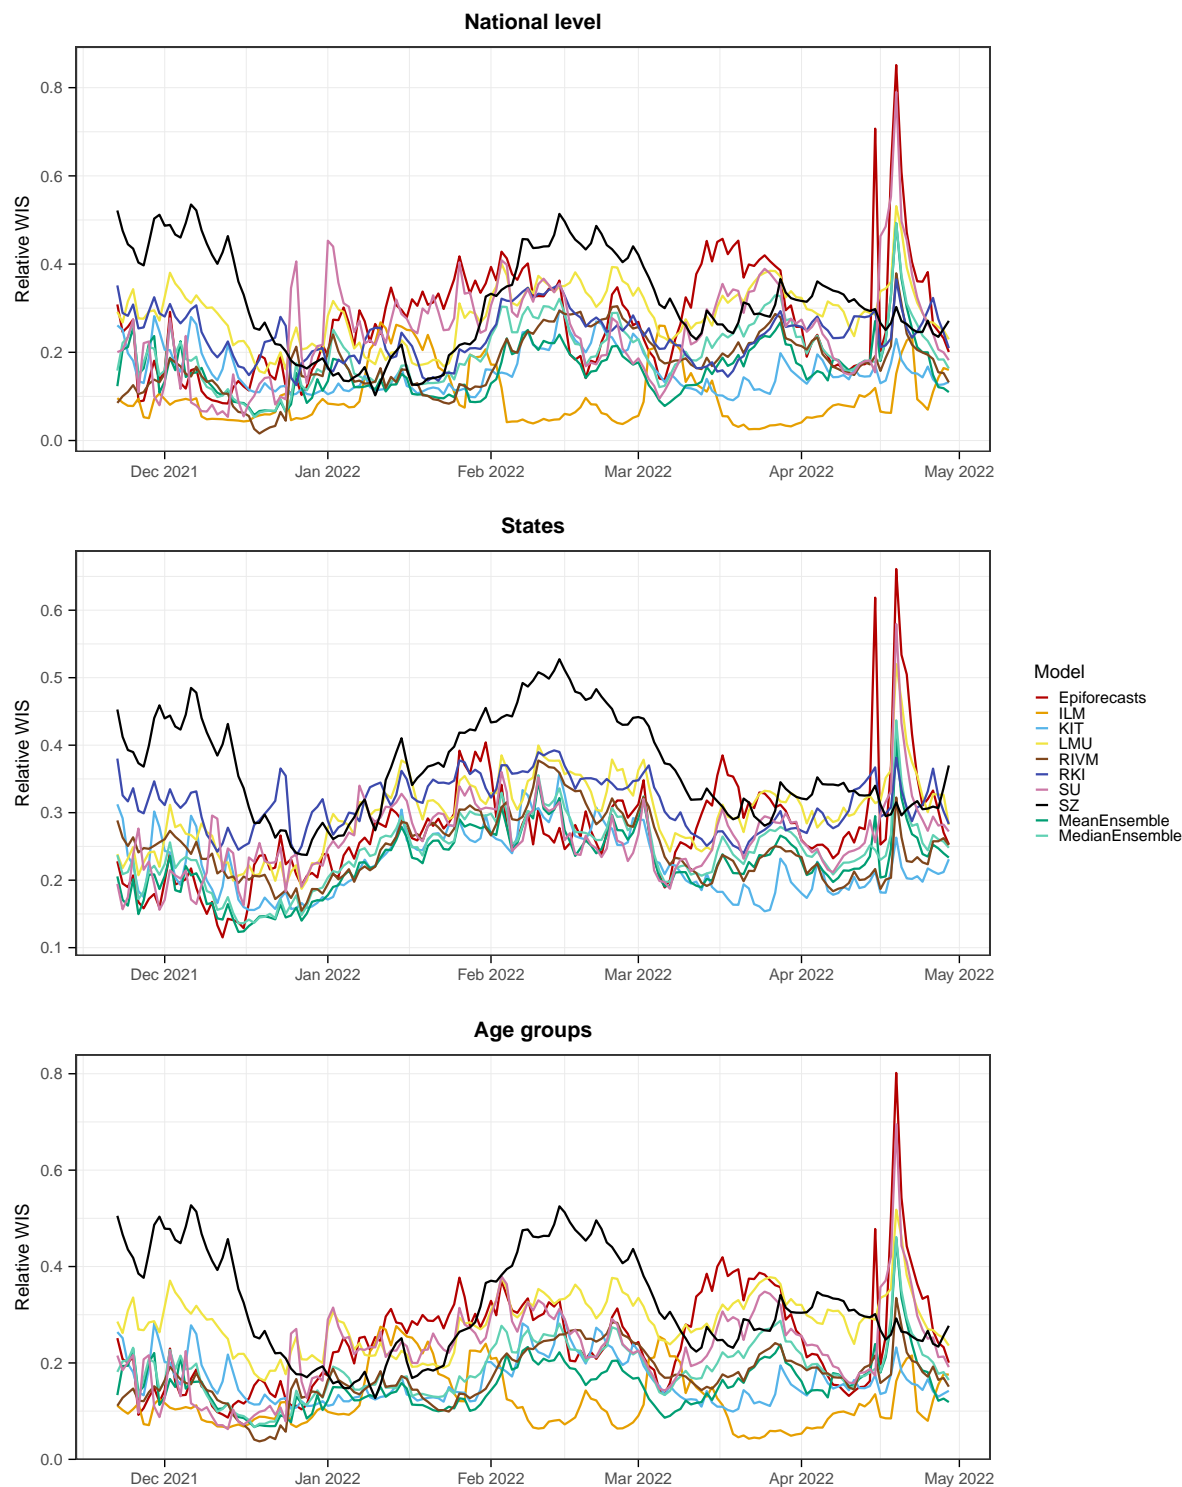 National level
Relative WIS
0.8
0.6
0.4
0.2
0.0
Dec 2021 Jan 2022 Feb 2022 Mar 2022 Apr 2022 May 2022
States
Relative WIS
0.6
0.5
0.4
0.3
0.2
0.1
Dec 2021 Jan 2022 Feb 2022 Mar 2022 Apr 2022 May 2022
Model
Epiforecasts
ILM
KIT
LMU
RIVM
RKI
SU
SZ
MeanEnsemble
MedianEnsemble
Age groups
Relative WIS
0.8
0.6
0.4
0.2
0.0
Dec 2021 Jan 2022 Feb 2022 Mar 2022 Apr 2022 May 2022